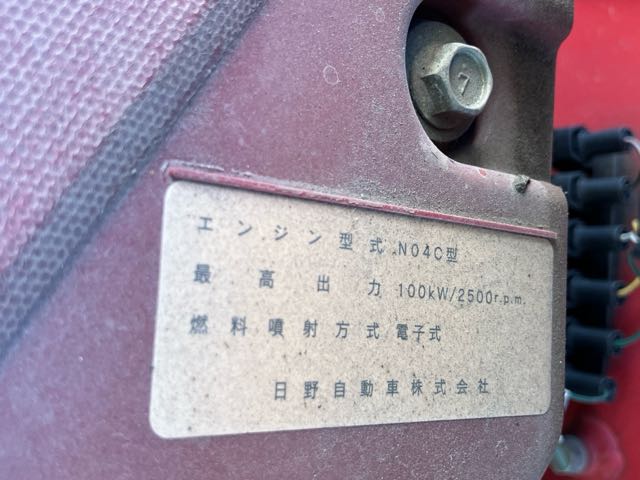 7
エンジン型式 N04C型
最高出力 100kW/2500r.p.m.
燃料噴射方式 電子式
日野自動車株式会社